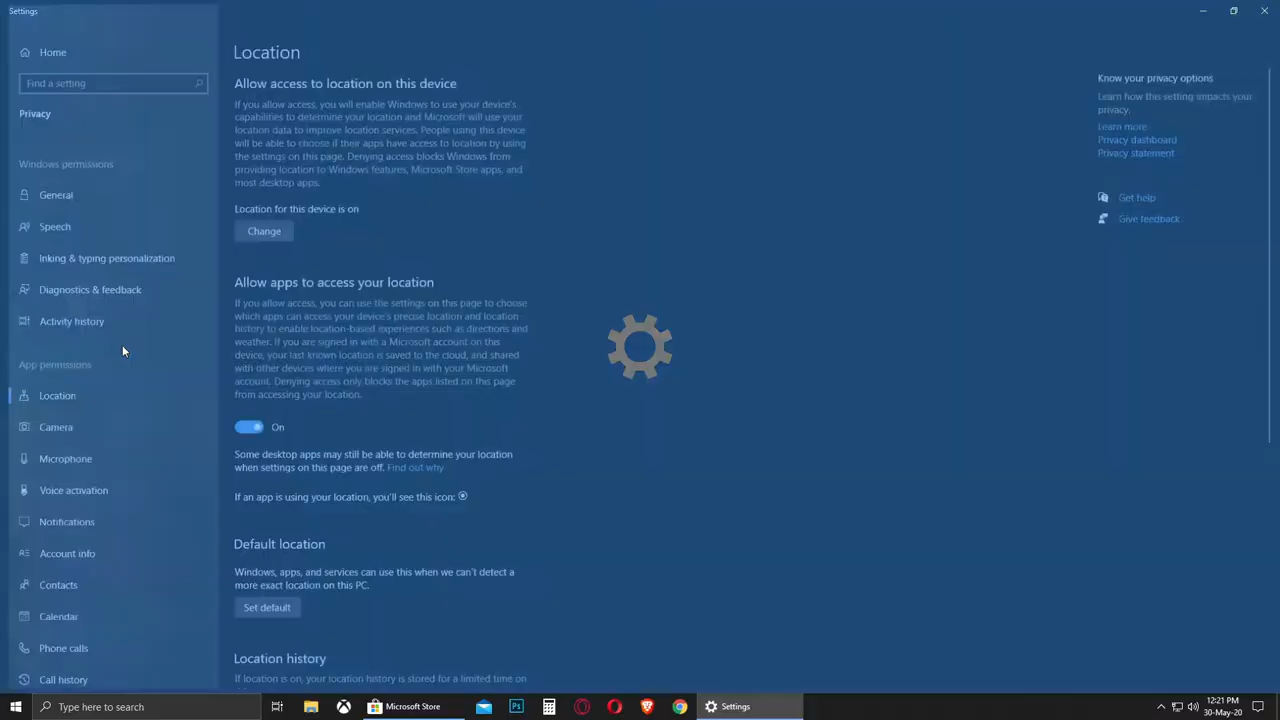 Settings
Home
Find a setting
Privacy
Windows permissions
General
Speech
Inking & typing personalization
Diagnostics & feedback
Activity history
App permissions
Location
Camera
Microphone
Voice activation
Notifications
Account info
Contacts
Calendar
Phone calls
Call history
Location
Allow access to location on this device
If you allow access, you will enable Windows to use your device's
capabilities to determine your location and Microsoft will use your
location data to improve location services. People using this device
will be able to choose if their apps have access to location by using
the settings on this page. Denying access blocks Windows from
providing location to Windows features, Microsoft Store apps, and
most desktop apps.
Location for this device is on
Change
Allow apps to access your location
If you allow access, you can use the settings on this page to choose
which apps can access your device's precise location and location
history to enable location-based experiences such as directions and
weather. If you are signed in with a Microsoft account on this
device, your last known location is saved to the cloud, and shared
with other devices where you are signed in with your Microsoft
account. Denying access only blocks the apps listed on this page
from accessing your location.
On
Some desktop apps may still be able to determine your location
when settings on this page are off. Find out why
If an app is using your location, you'll see this icon:
Default location
Windows, apps, and services can use this when we can't detect a
more exact location on this PC.
Set default
Location history
If location is on, your location history is stored for a limited time on
Know your privacy options
Learn how this setting impacts your
privacy.
Learn more
Privacy dashboard
Privacy statement
Get help
Give feedback
Type here to search
Microsoft Store
Ps
Settings
12:21 PM
30-May-20